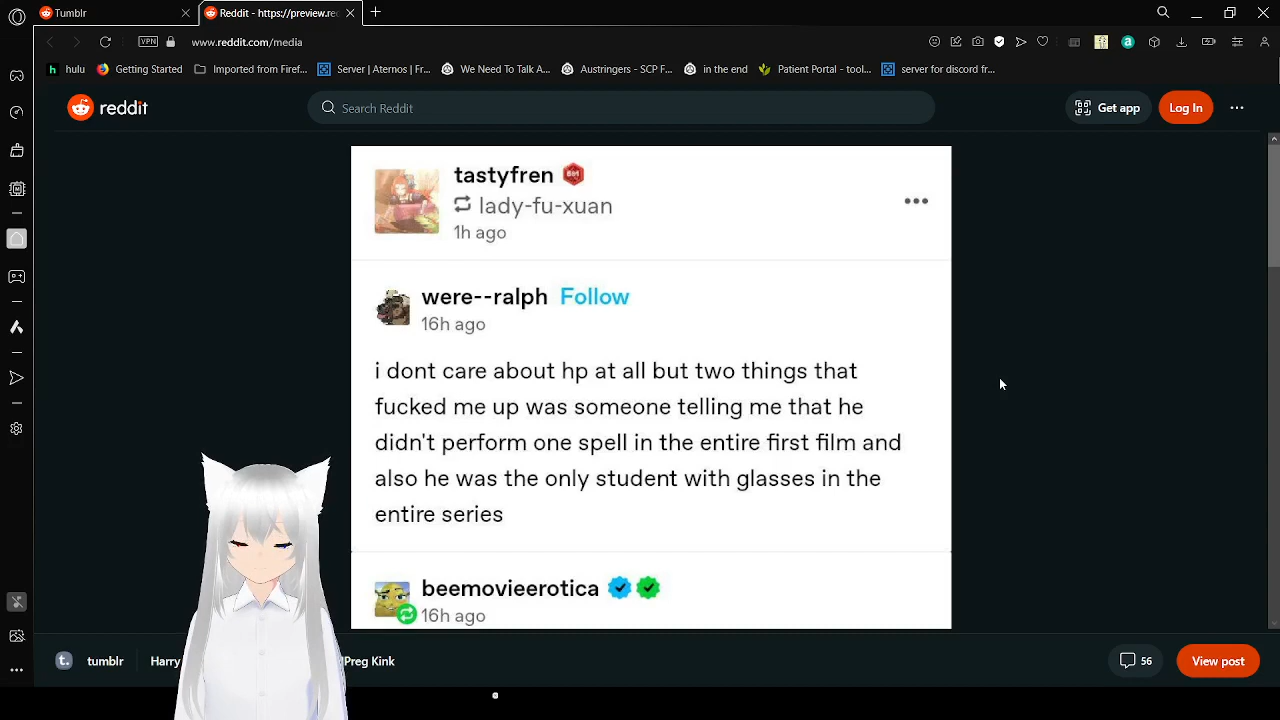 Tumblr
Reddit - https://preview.rec
www.reddit.com/media
VPN
hulu
Getting Started
Imported from Firef...
Server | Aternos | Fr...
We Need To Talk A...
Austringers - SCP F...
in the end
Patient Portal - tool...
server for discord fr...
reddit
Search Reddit
Get app
Log In
tastyfren
lady-fu-xuan
1h ago
were--ralph Follow
16h ago
i dont care about hp at all but two things that
fucked me up was someone telling me that he
didn't perform one spell in the entire first film and
also he was the only student with glasses in the
entire series
beemovieerotica
16h ago
tumblr
Harry
Preg Kink
56
View post